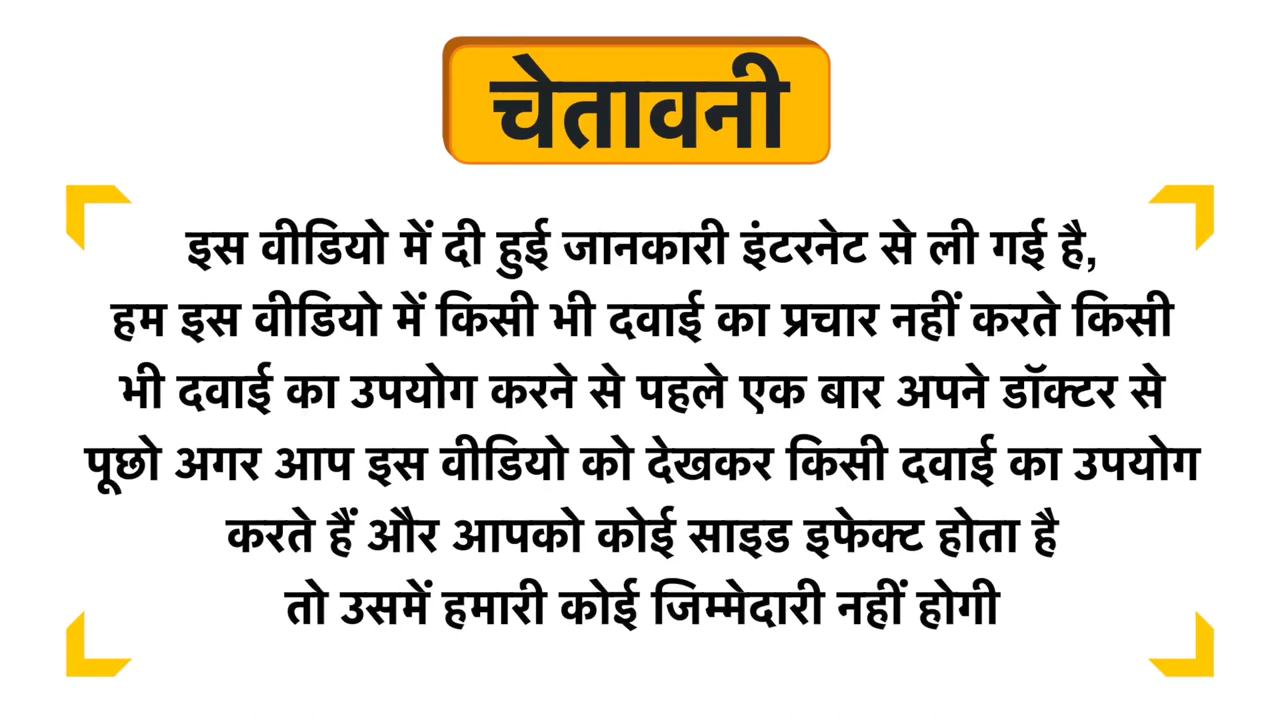 चेतावनी
इस वीडियो में दी हुई जानकारी इंटरनेट से ली गई है,
हम इस वीडियो में किसी भी दवाई का प्रचार नहीं करते किसी
भी दवाई का उपयोग करने से पहले एक बार अपने डॉक्टर से
पूछो अगर आप इस वीडियो को देखकर किसी दवाई का उपयोग
करते हैं और आपको कोई साइड इफेक्ट होता है
तो उसमें हमारी कोई जिम्मेदारी नहीं होगी